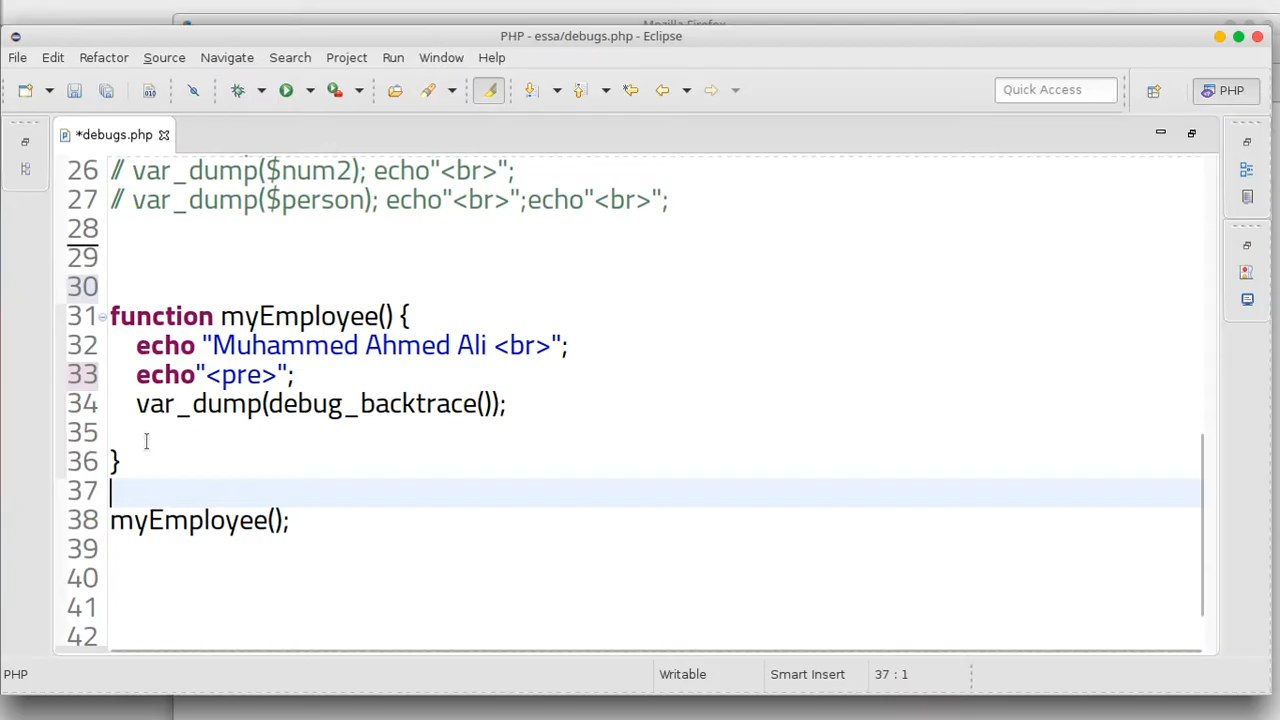 Mozilla Firefox
PHP - essa/debugs.php - Eclipse
File Edit Refactor Source Navigate Search Project Run Window Help
Quick Access PHP
*debugs.php
26 // var_dump($num2); echo"<br>";
27 // var_dump($person); echo"<br>";echo"<br>";
28
29
30
31 function myEmployee() {
32 echo "Muhammed Ahmed Ali <br>";
33 echo"<pre>";
34 var_dump(debug_backtrace());
35
36 }
37
38 myEmployee();
39
40
41
42
PHP Writable Smart Insert 37 : 1